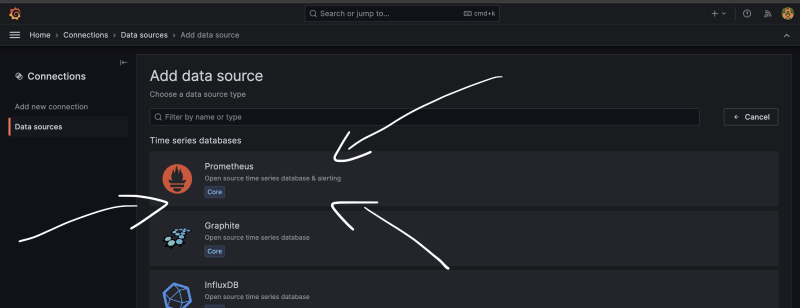 Search or jump to... cmd+k
Home > Connections > Data sources > Add data source
Connections
Add new connection
Data sources
Add data source
Choose a data source type
Filter by name or type
Cancel
Time series databases
Prometheus
Open source time series database & alerting
Core
Graphite
Open source time series database
Core
InfluxDB
Open source time series database